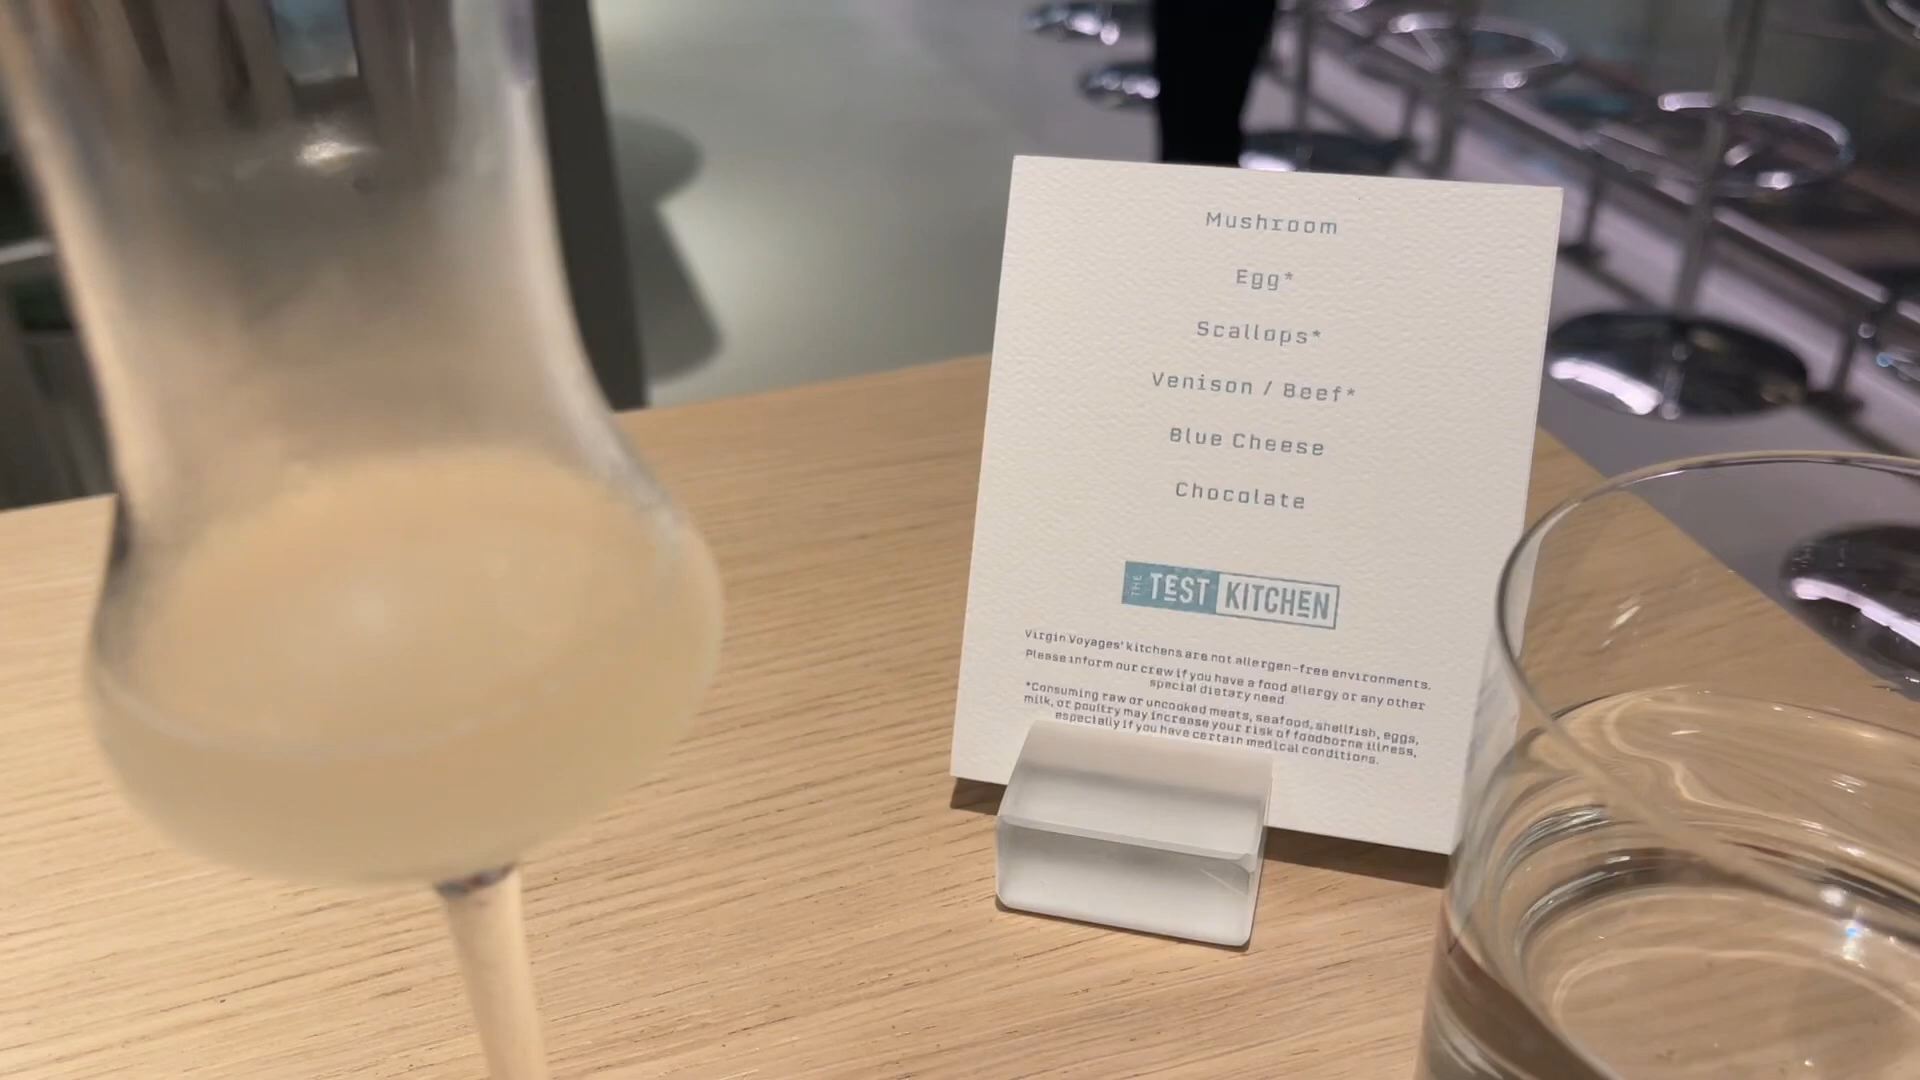 Mushroom
Egg*
Scallops*
Venison / Beef*
Blue Cheese
Chocolate
THE TEST KITCHEN
Virgin Voyages' kitchens are not allergen-free environments.
Please inform our crew if you have a food allergy or any other
special dietary need
*Consuming raw or uncooked meats, seafood, shellfish, eggs,
milk, or poultry may increase your risk of foodborne illness,
especially if you have certain medical conditions.